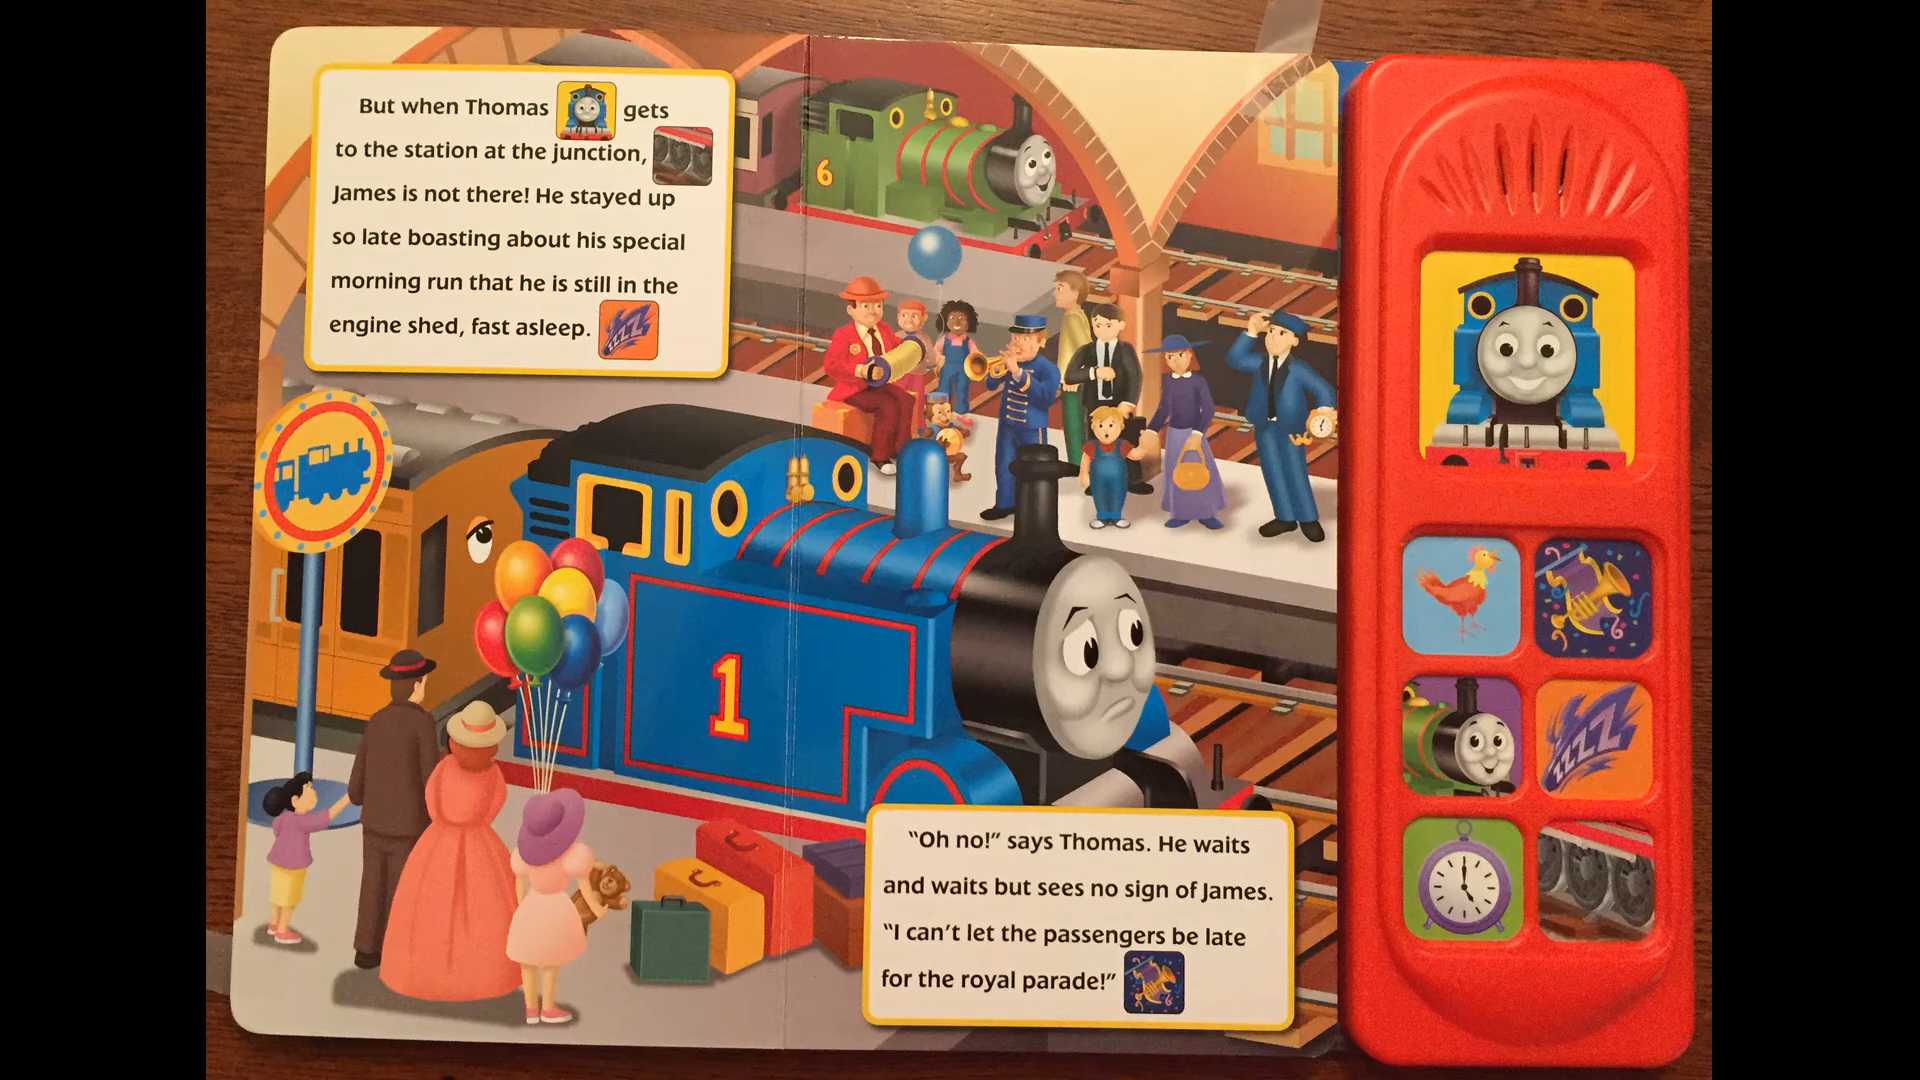 But when Thomas gets
to the station at the junction,
James is not there! He stayed up
so late boasting about his special
morning run that he is still in the
engine shed, fast asleep.
ZZZ
6
1
“Oh no!” says Thomas. He waits
and waits but sees no sign of James.
“I can’t let the passengers be late
for the royal parade!”
ZZZ